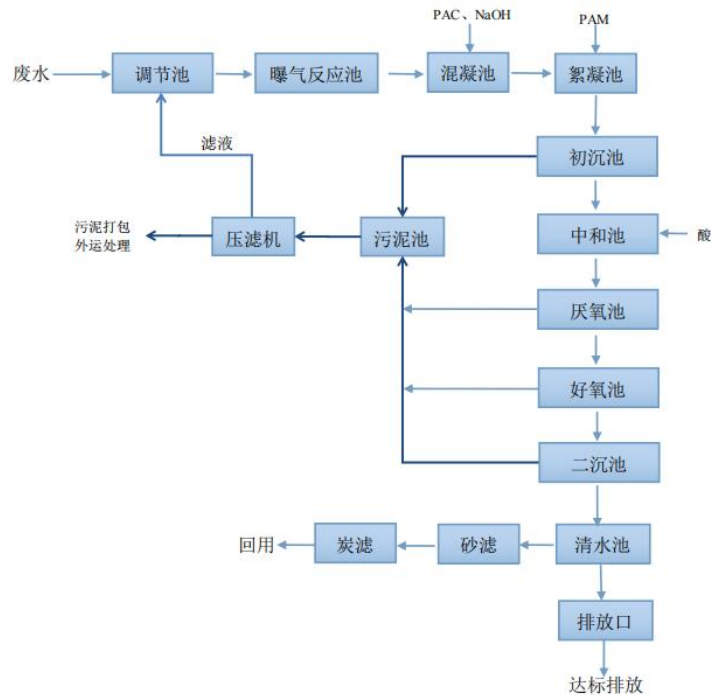 PAC、NaOH
PAM
废水
调节池
曝气反应池
混凝池
絮凝池
滤液
初沉池
污泥打包
外运处理
压滤机
污泥池
中和池
酸
厌氧池
好氧池
二沉池
回用
炭滤
砂滤
清水池
排放口
达标排放